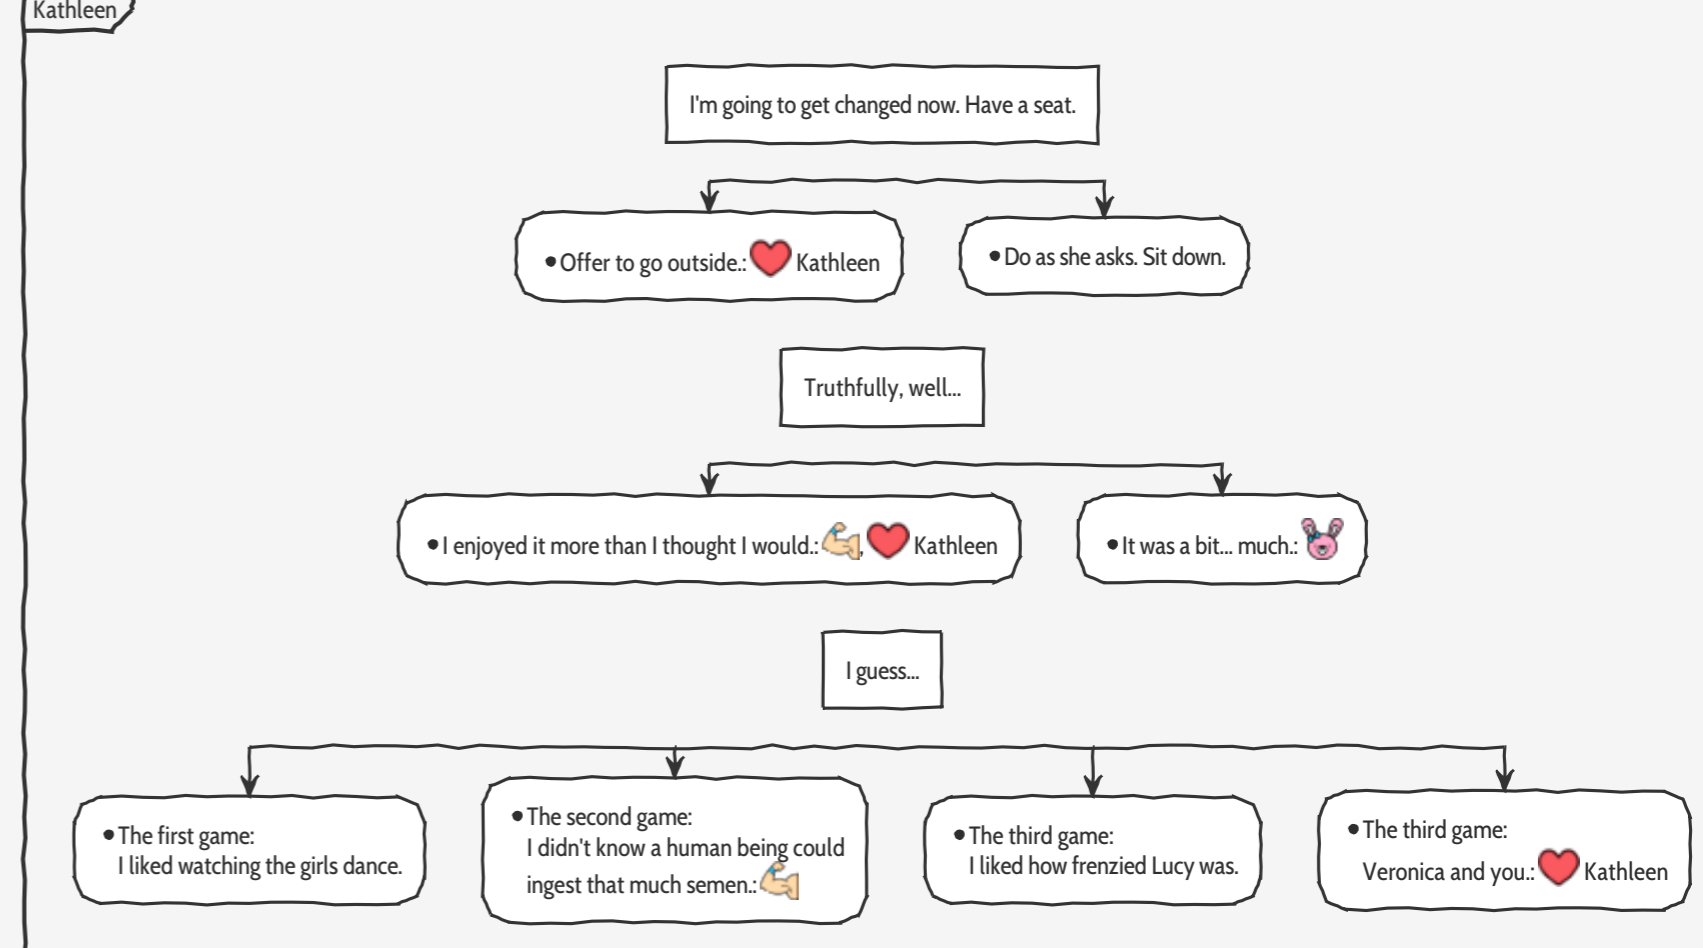 Kathleen
I'm going to get changed now. Have a seat.
•Offer to go outside.: Kathleen
•Do as she asks. Sit down.
Truthfully, well...
•I enjoyed it more than I thought I would.: , Kathleen
•It was a bit... much.:
I guess...
•The first game:
I liked watching the girls dance.
•The second game:
I didn't know a human being could
ingest that much semen.:
•The third game:
I liked how frenzied Lucy was.
•The third game:
Veronica and you.: Kathleen